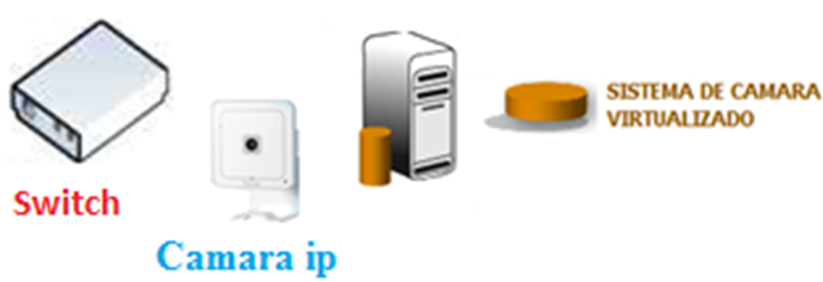 SISTEMA DE CAMARA
VIRTUALIZADO
Switch
Camara ip